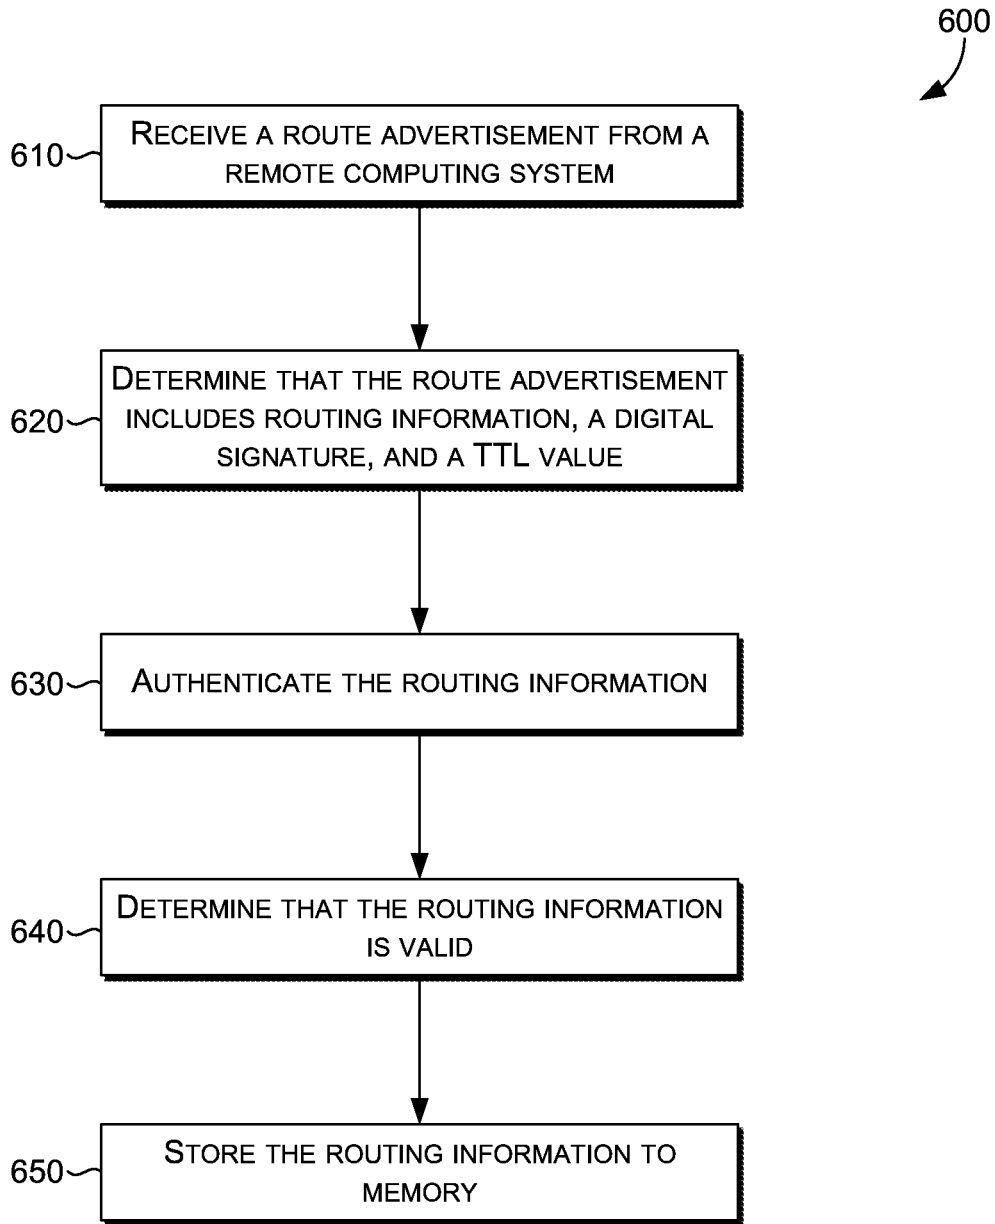 600
610
RECEIVE A ROUTE ADVERTISEMENT FROM A
REMOTE COMPUTING SYSTEM
620
DETERMINE THAT THE ROUTE ADVERTISEMENT
INCLUDES ROUTING INFORMATION, A DIGITAL
SIGNATURE, AND A TTL VALUE
630
AUTHENTICATE THE ROUTING INFORMATION
640
DETERMINE THAT THE ROUTING INFORMATION
IS VALID
650
STORE THE ROUTING INFORMATION TO
MEMORY